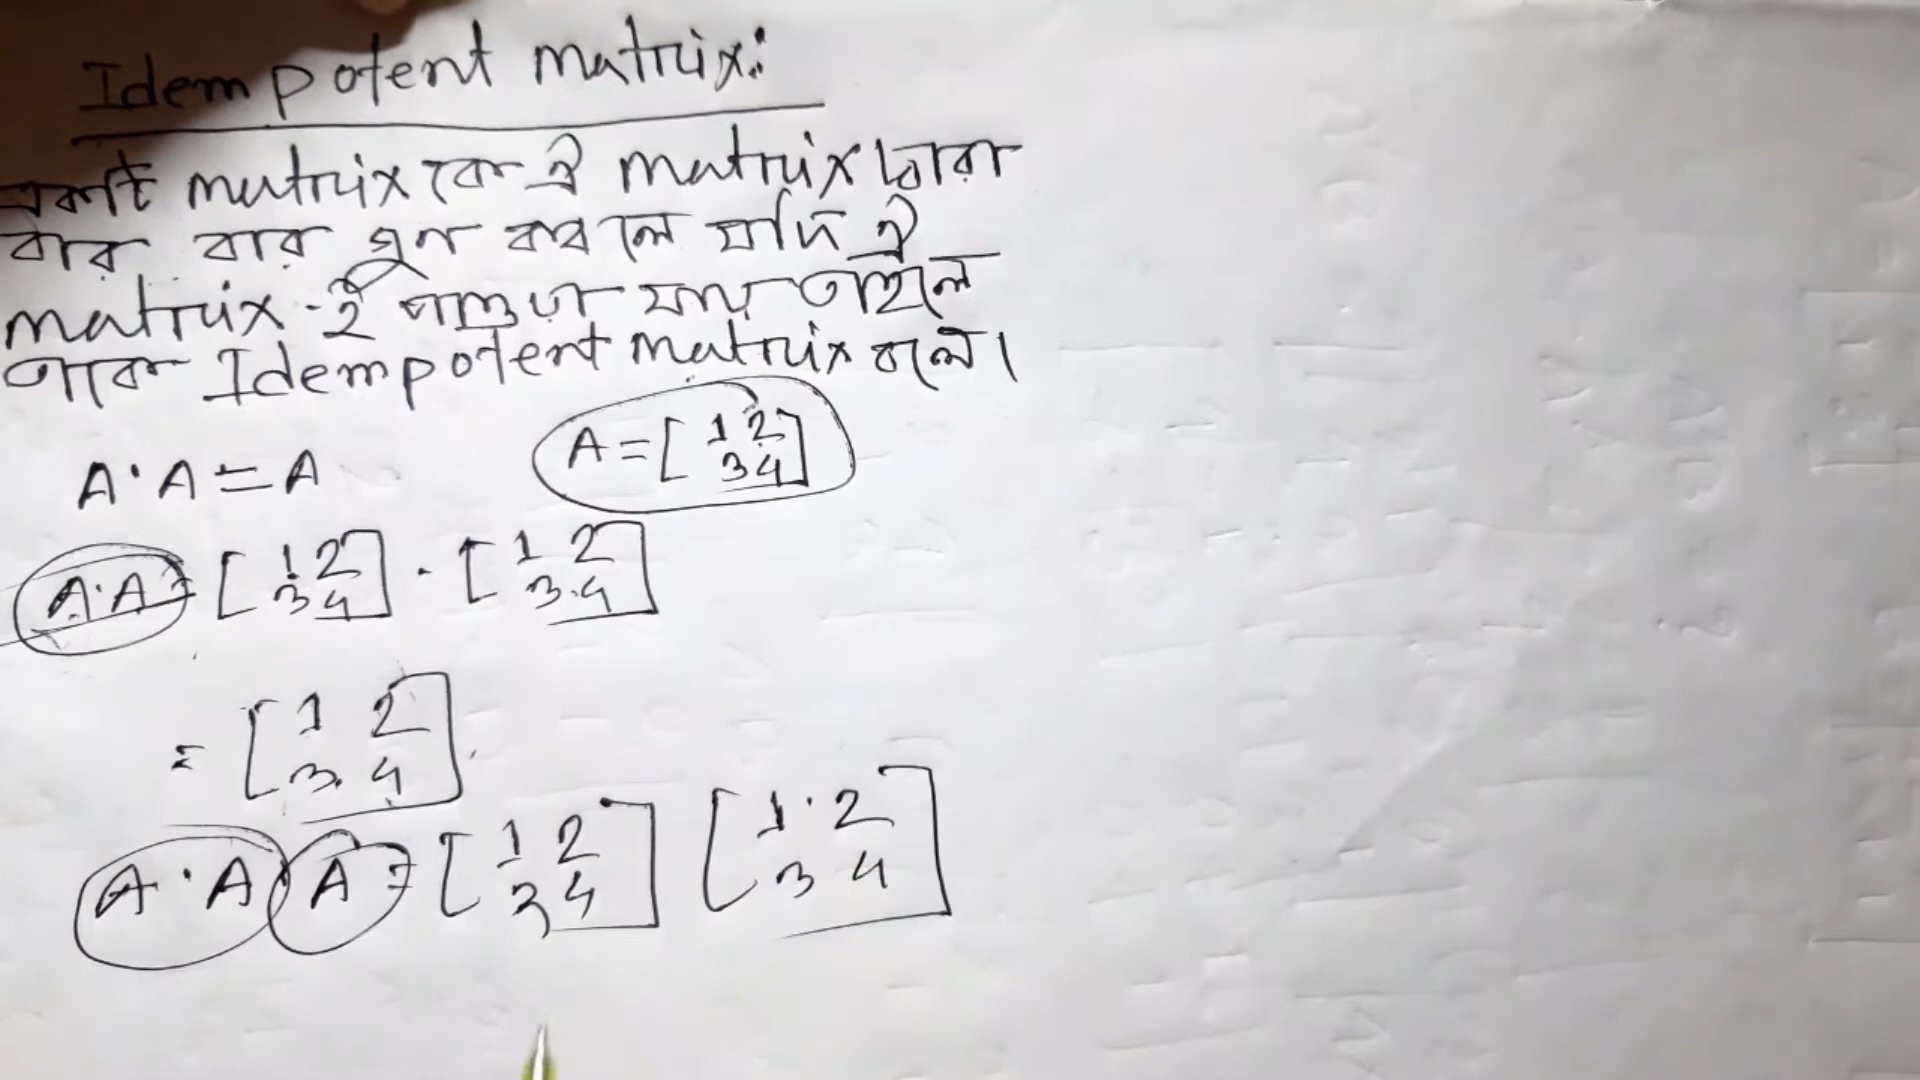 Idempotent matrix:
একটি matrix কে ঐ matrix দ্বারা
বার বার গুন করলে যদি ঐ
matrix-ই পাওয়া যায় তাহলে
তাকে Idempotent matrix বলে।
A·A=A A=[1 2
3 4]
A·A=[1 2
3 4]·[1 2
3 4]
=[1 2
3 4]
A·A A=[1 2
3 4] [1 2
3 4]